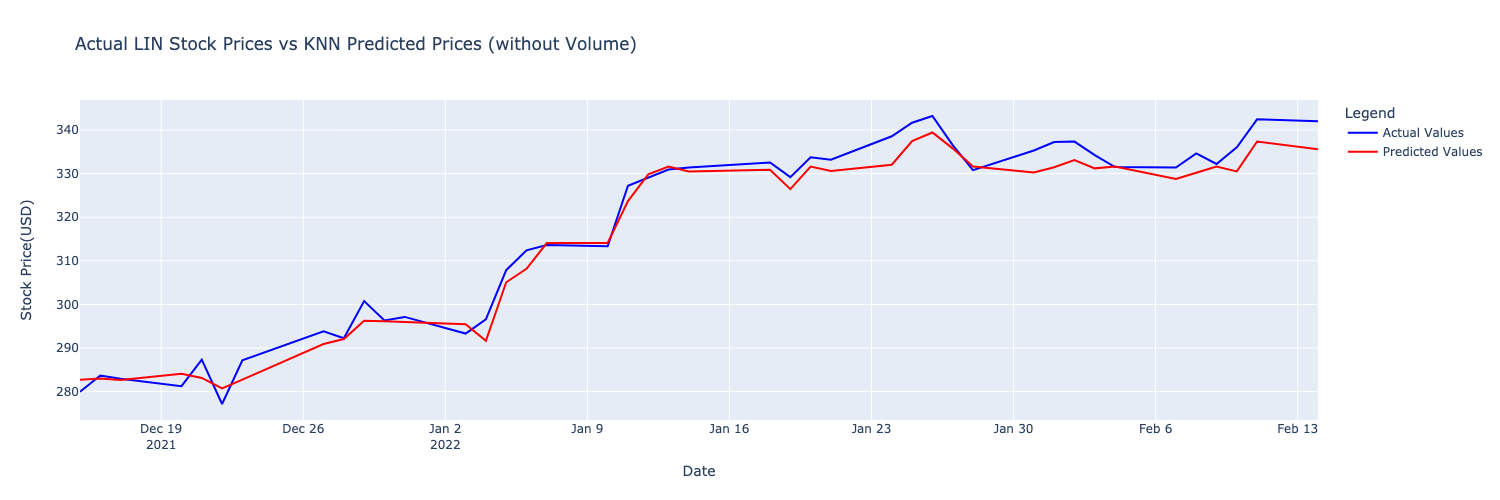 Actual LIN Stock Prices vs KNN Predicted Prices (without Volume)
Legend
Actual Values
Predicted Values
Stock Price(USD)
340
330
320
310
300
290
280
Dec 19
2021
Dec 26
Jan 2
2022
Jan 9
Jan 16
Jan 23
Jan 30
Feb 6
Feb 13
Date